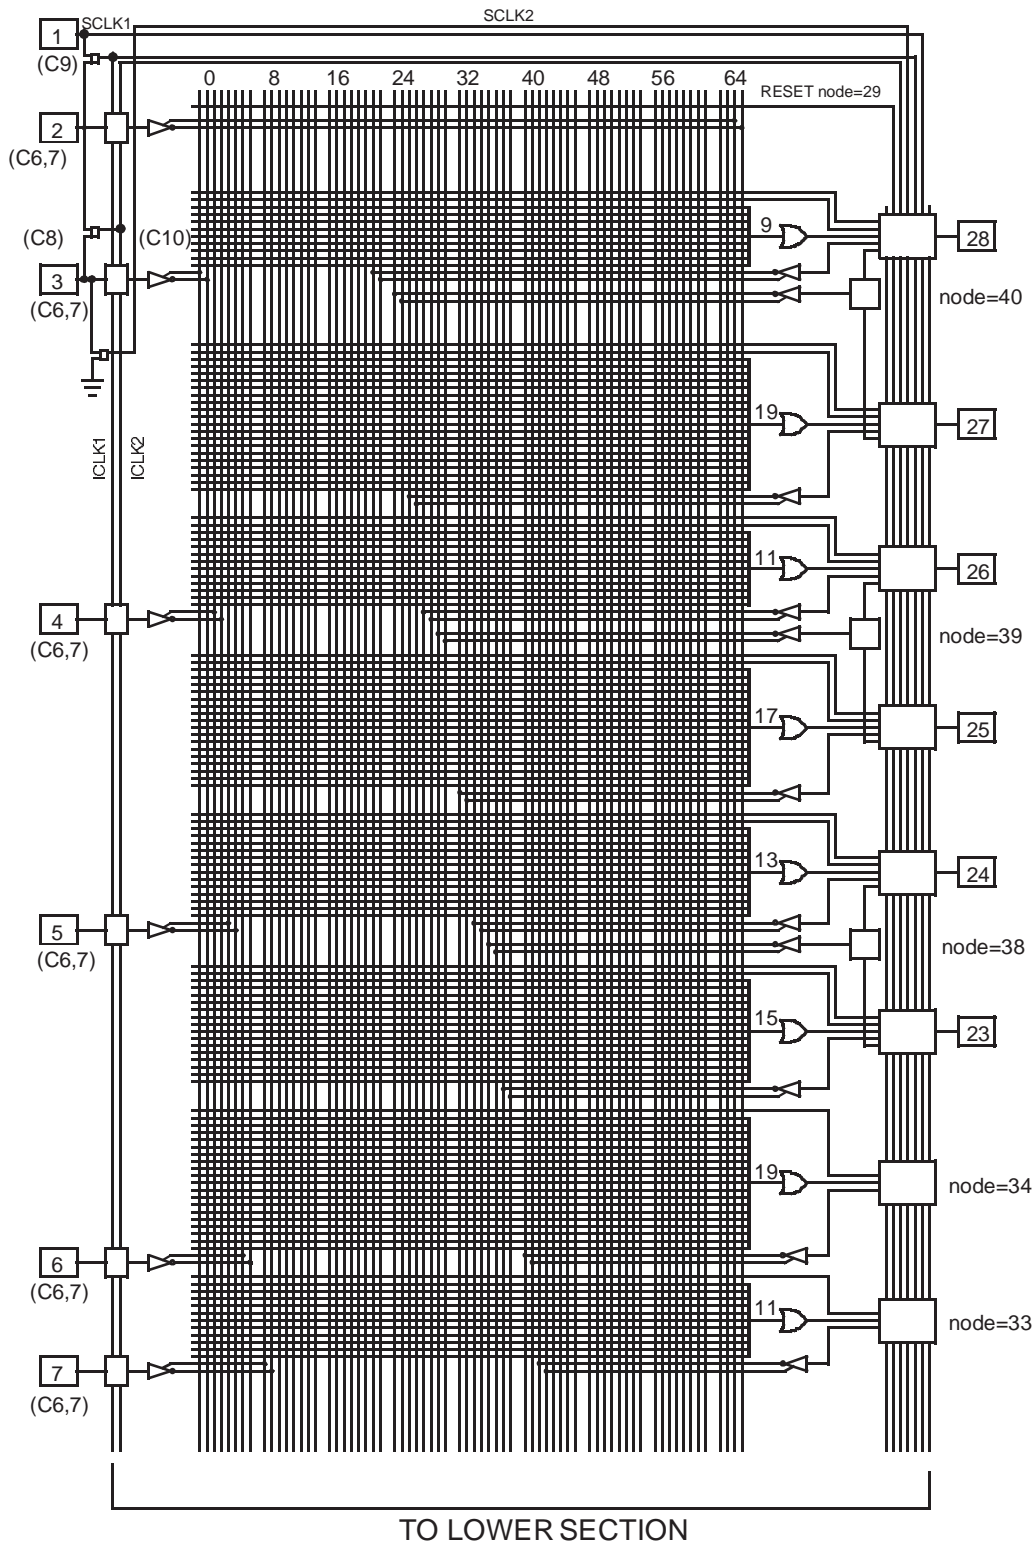 SCLK2
1 SCLK1
(C9)
0 8 16 24 32 40 48 56 64
RESET node=29
2
(C6,7)
(C8) (C10)
9
28
3
(C6,7)
node=40
19
27
ICLK1
ICLK2
11
26
4
(C6,7)
node=39
17
25
13
24
5
(C6,7)
node=38
15
23
19
node=34
6
(C6,7)
11
node=33
7
(C6,7)
TO LOWER SECTION